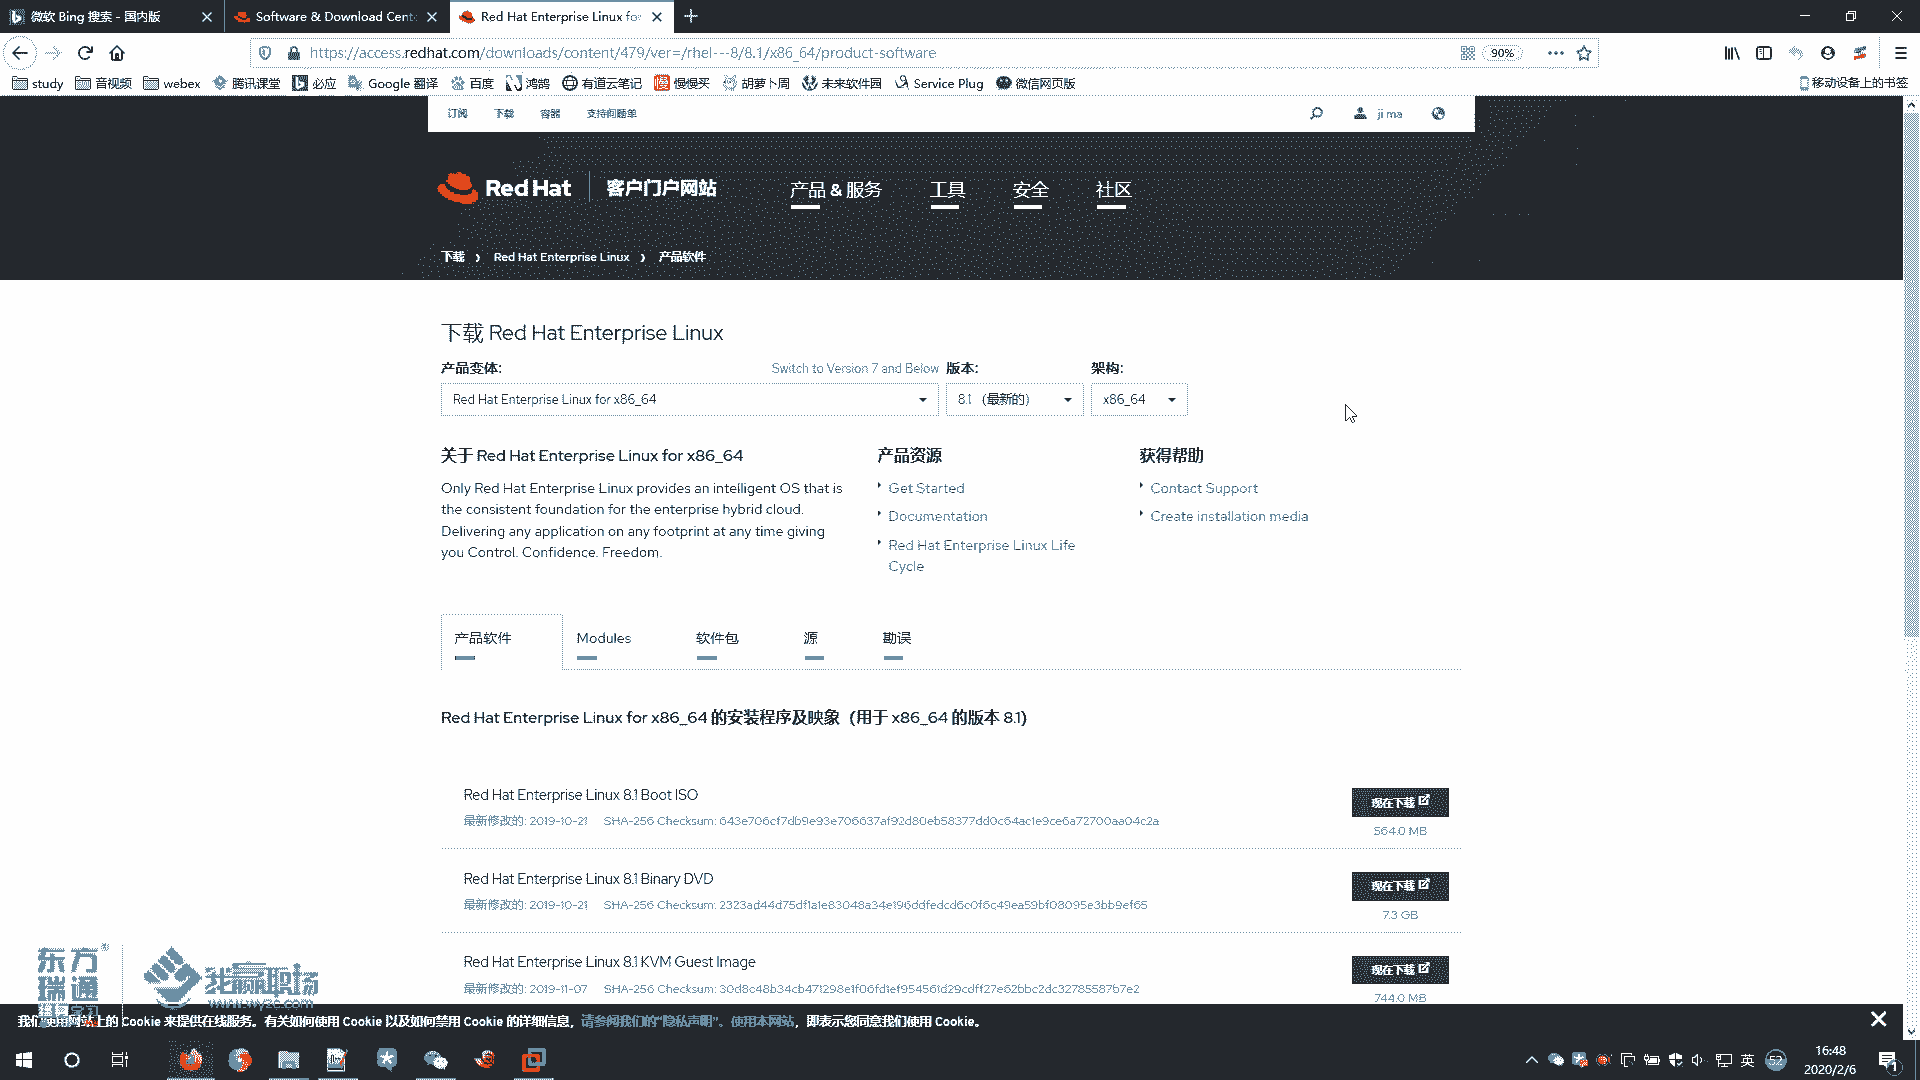 微软 Bing 搜索 - 国内版
Software & Download Cent
Red Hat Enterprise Linux fo
https://access.redhat.com/downloads/content/479/ver=/rhel---8/8.1/x86_64/product-software
90%
study
音视频
webex
腾讯课堂
必应
Google 翻译
百度
鸿鹄
有道云笔记
慢慢买
胡萝卜周
未来软件园
Service Plug
微信网页版
移动设备上的书签
订阅
下载
容器
支持问题单
ji ma
Red Hat
客户门户网站
产品 & 服务
工具
安全
社区
下载 › Red Hat Enterprise Linux › 产品软件
下载 Red Hat Enterprise Linux
产品变体:
Switch to Version 7 and Below
版本:
架构:
Red Hat Enterprise Linux for x86_64
8.1 （最新的）
x86_64
关于 Red Hat Enterprise Linux for x86_64
Only Red Hat Enterprise Linux provides an intelligent OS that is
the consistent foundation for the enterprise hybrid cloud.
Delivering any application on any footprint at any time giving
you Control. Confidence. Freedom.
产品资源
Get Started
Documentation
Red Hat Enterprise Linux Life
Cycle
获得帮助
Contact Support
Create installation media
产品软件
Modules
软件包
源
勘误
Red Hat Enterprise Linux for x86_64 的安装程序及映象（用于 x86_64 的版本 8.1）
Red Hat Enterprise Linux 8.1 Boot ISO
现在下载
最新修改的: 2019-10-21 SHA-256 Checksum:
564.0 MB
Red Hat Enterprise Linux 8.1 Binary DVD
现在下载
最新修改的: 2019-10-21 SHA-256 Checksum:
7.3 GB
Red Hat Enterprise Linux 8.1 KVM Guest Image
现在下载
最新修改的: 2019-11-07 SHA-256 Checksum:
744.0 MB
东方
瑞通
我赢职场
www.wyzc.com
我们使用网站上的 Cookie 来提供在线服务。有关如何使用 Cookie 以及如何禁用 Cookie 的详细信息，请参阅我们的“隐私声明”。使用本网站，即表示您同意我们使用 Cookie。
英
52
16:48
2020/2/6
1